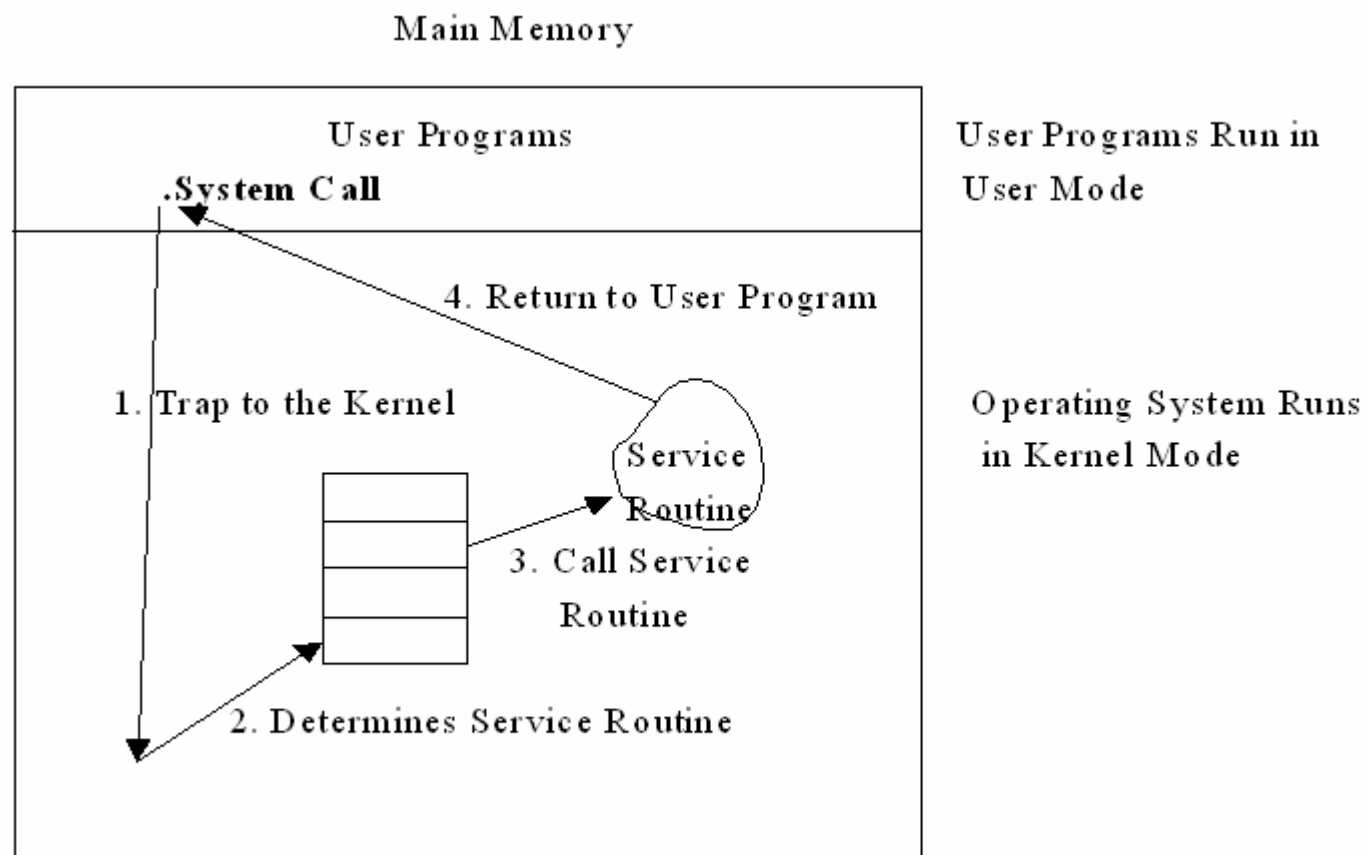 Main Memory
User Programs
.System Call
User Programs Run in
User Mode
4. Return to User Program
1. Trap to the Kernel
Operating System Runs
in Kernel Mode
Service
Routine
3. Call Service
Routine
2. Determines Service Routine